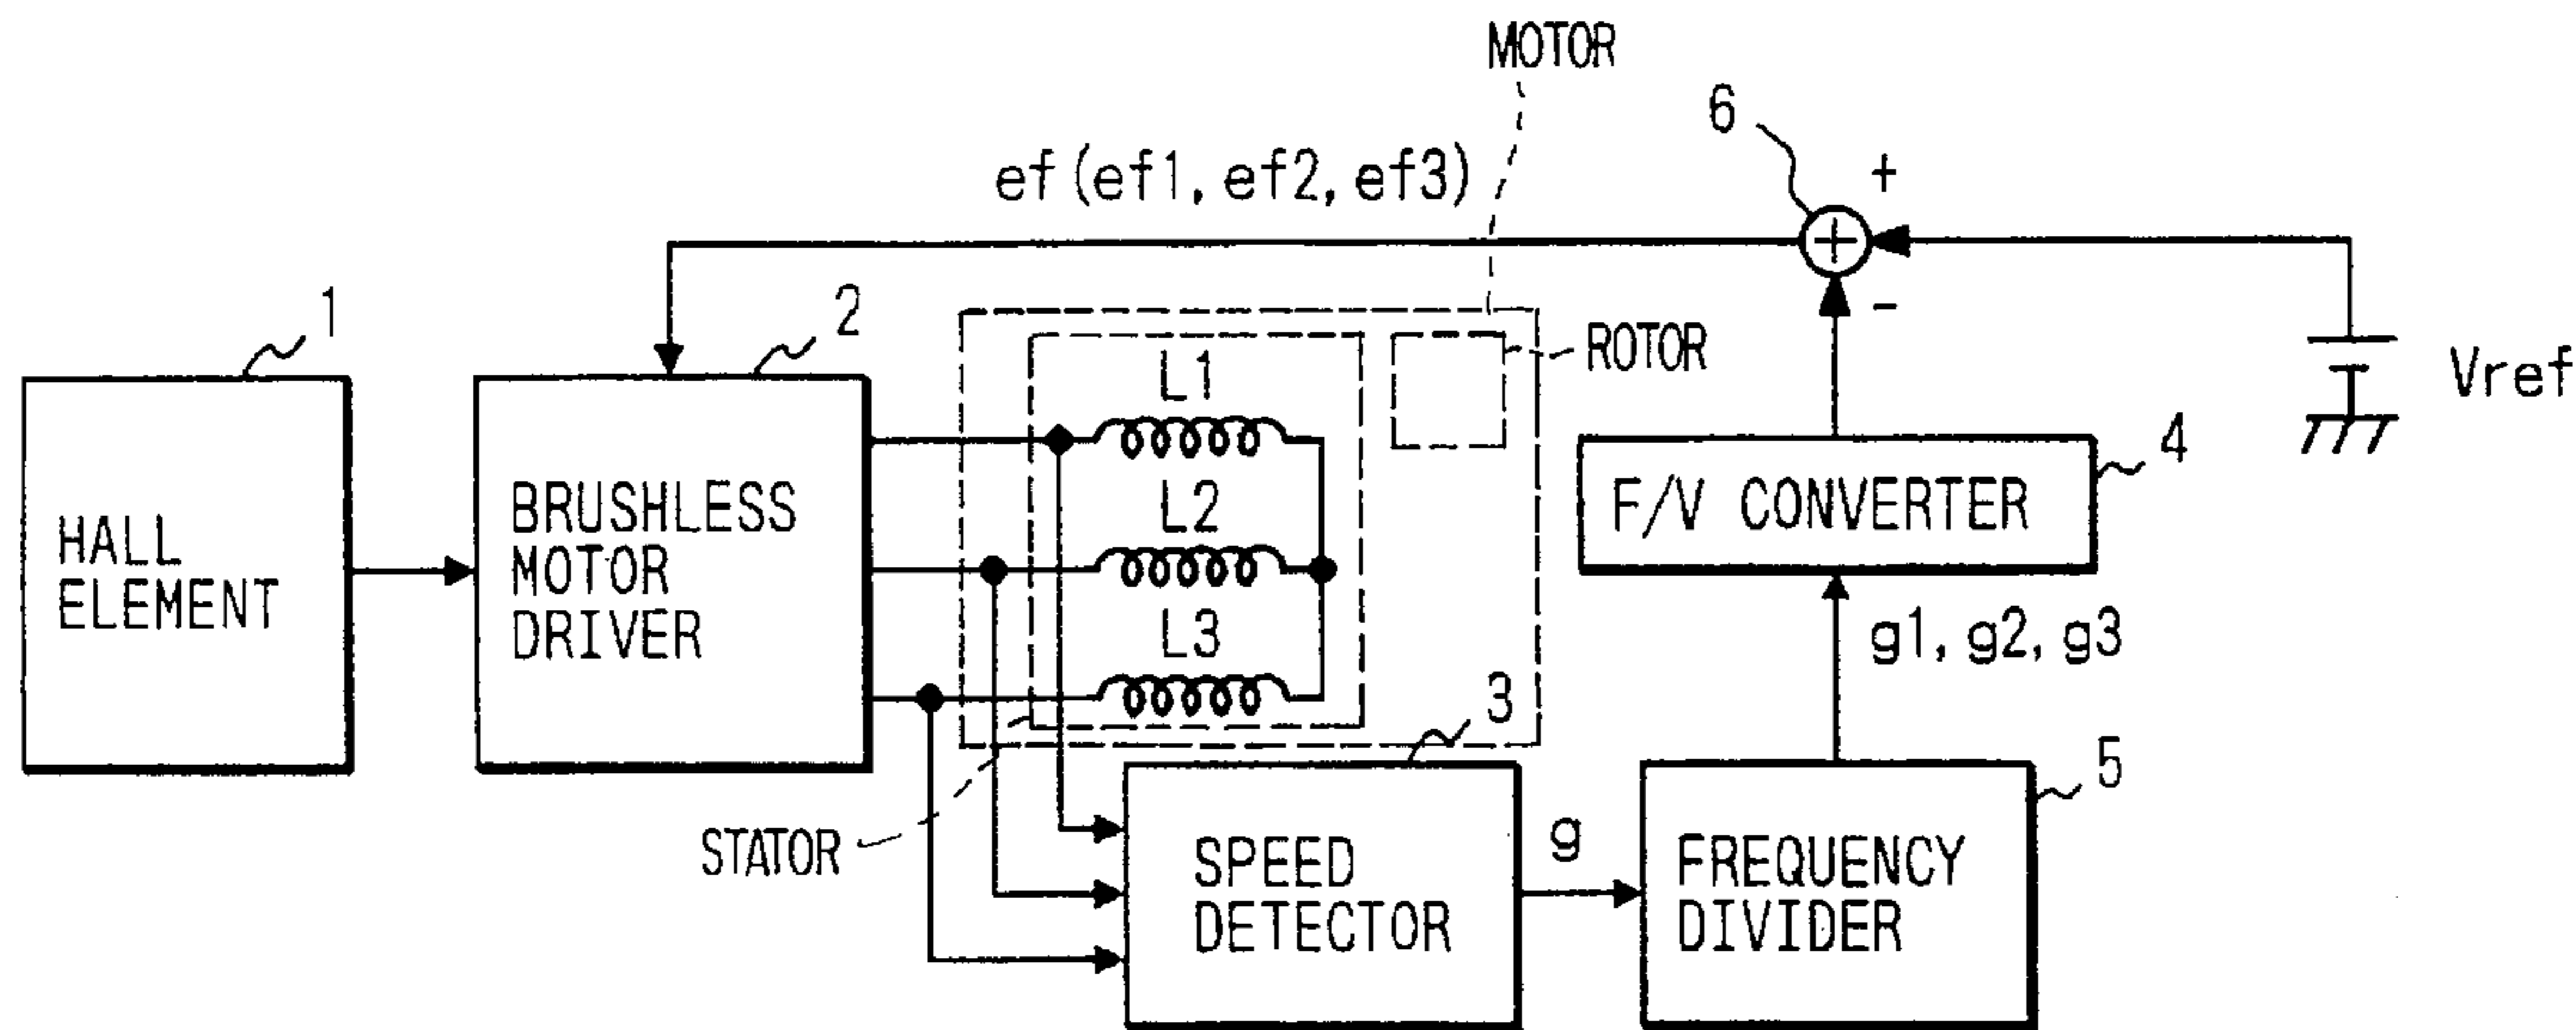 MOTOR
6
ef (ef1, ef2, ef3)
+
+
1
2
-
ROTOR
Vref
L1
L2
L3
HALL
ELEMENT
BRUSHLESS
MOTOR
DRIVER
4
F/V CONVERTER
g1, g2, g3
3
5
STATOR
SPEED
DETECTOR
g
FREQUENCY
DIVIDER